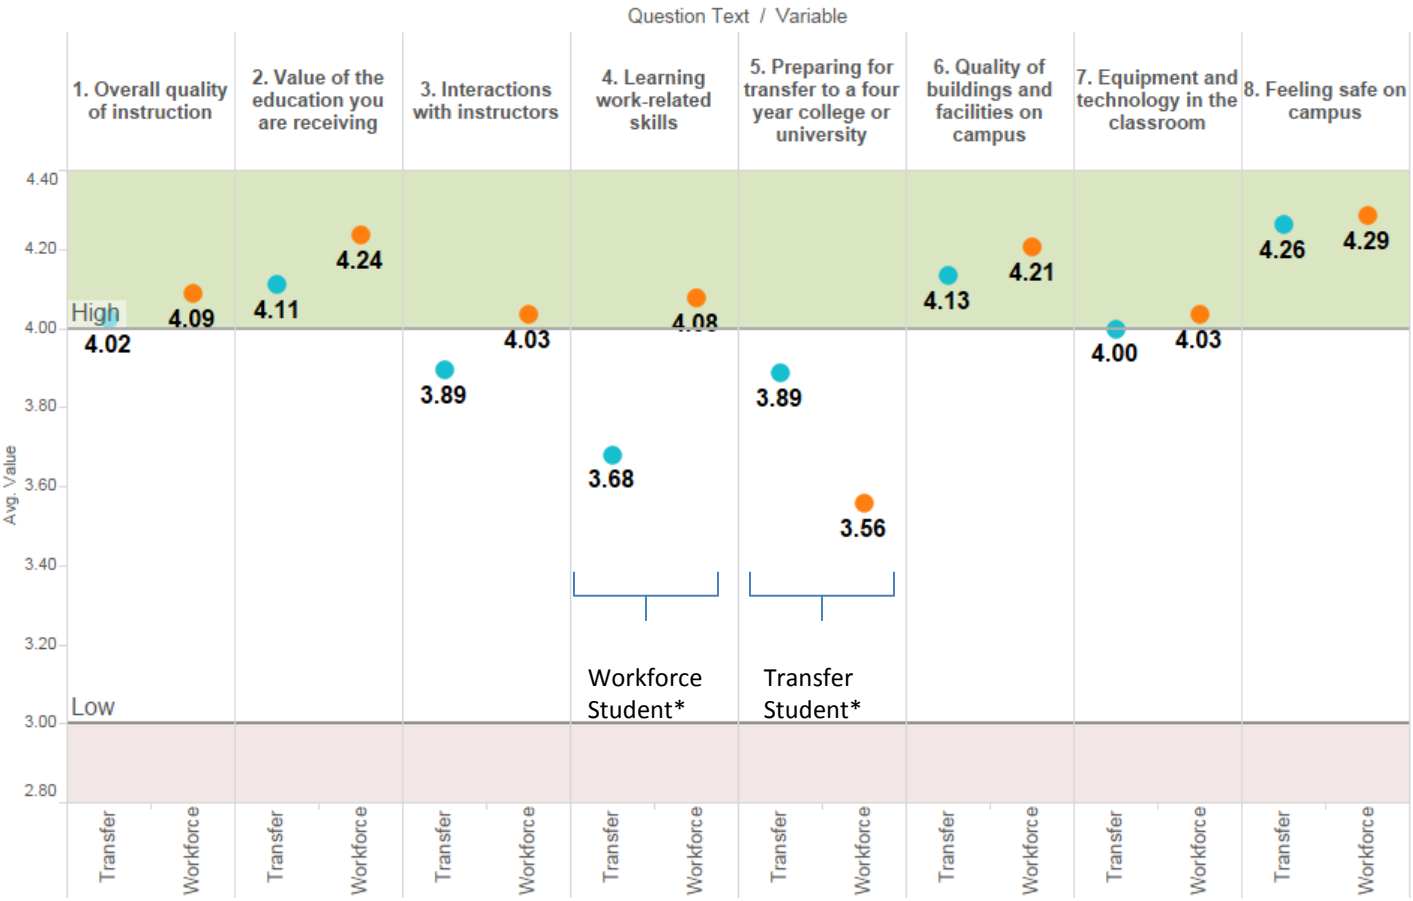 Question Text / Variable
1. Overall quality
of instruction
2. Value of the
education you
are receiving
3. Interactions
with instructors
4. Learning
work-related
skills
5. Preparing for
transfer to a four
year college or
university
6. Quality of
buildings and
facilities on
campus
7. Equipment and
technology in the
classroom
8. Feeling safe on
campus
Avg. Value
4.40
4.20
4.00
3.80
3.60
3.40
3.20
3.00
2.80
High
Low
4.02
4.09
4.11
4.24
3.89
4.03
3.68
4.08
3.89
3.56
4.13
4.21
4.00
4.03
4.26
4.29
Workforce
Student*
Transfer
Student*
Transfer
Workforce
Transfer
Workforce
Transfer
Workforce
Transfer
Workforce
Transfer
Workforce
Transfer
Workforce
Transfer
Workforce
Transfer
Workforce